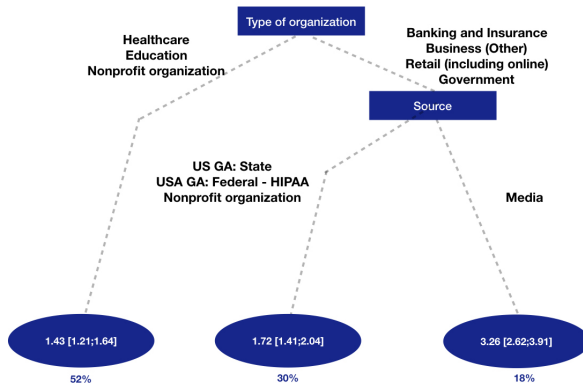 Type of organization
Healthcare
Education
Nonprofit organization
Banking and Insurance
Business (Other)
Retail (including online)
Government
Source
US GA: State
USA GA: Federal - HIPAA
Nonprofit organization
Media
1.43 [1.21;1.64]
1.72 [1.41;2.04]
3.26 [2.62;3.91]
52%
30%
18%